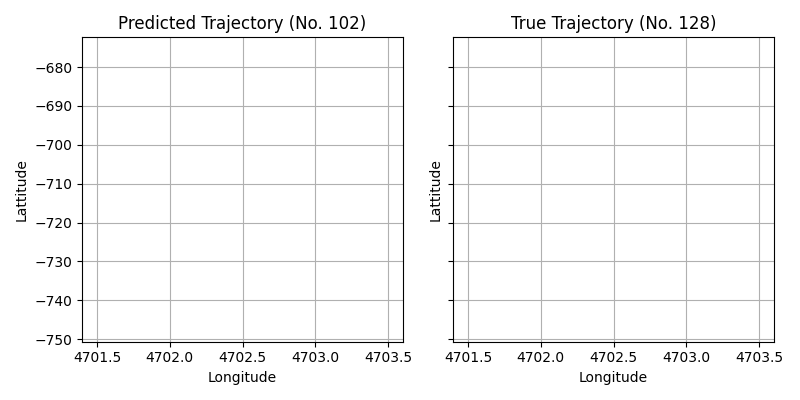 Predicted Trajectory (No. 102)
True Trajectory (No. 128)
Lattitude
−680
−690
−700
−710
−720
−730
−740
−750
4701.5 4702.0 4702.5 4703.0 4703.5
Longitude
Lattitude
4701.5 4702.0 4702.5 4703.0 4703.5
Longitude